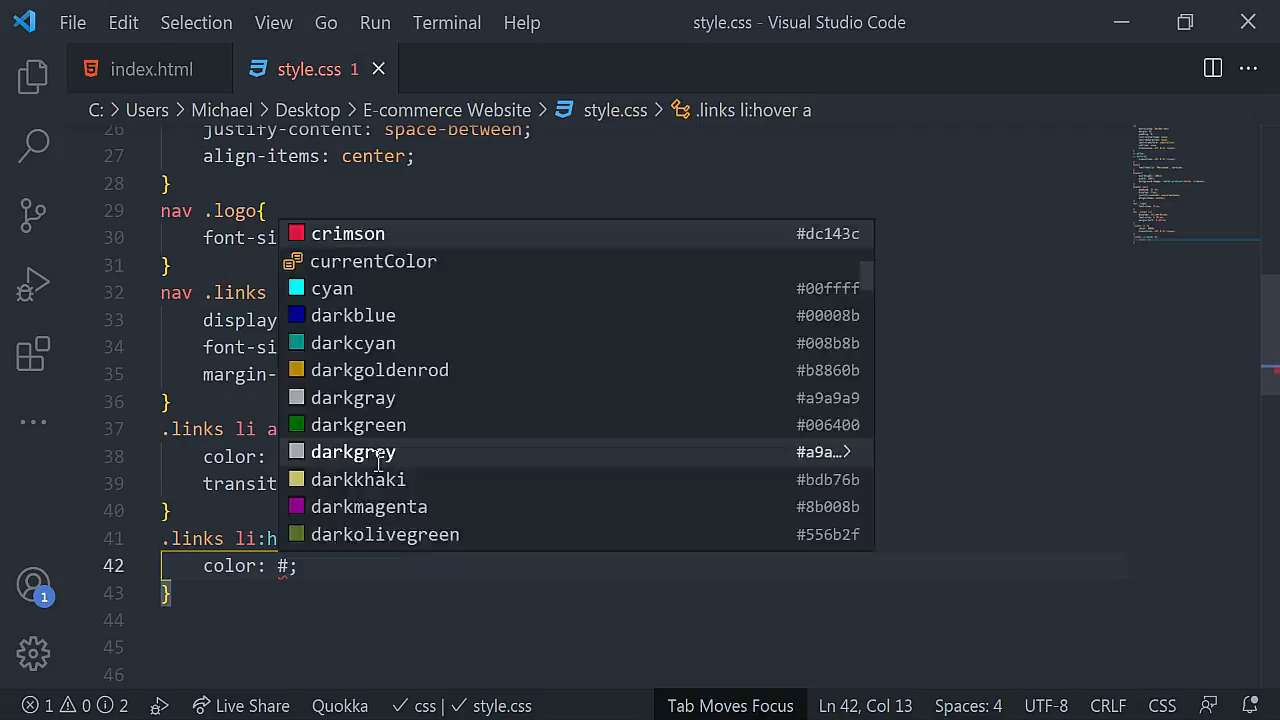 File Edit Selection View Go Run Terminal Help style.css - Visual Studio Code
index.html style.css 1
C: > Users > Michael > Desktop > E-commerce Website > style.css > .links li:hover a
26 justify-content: space-between;
27 align-items: center;
28 }
29 nav .logo{
30 font-si
31 }
32 nav .links
33 display
34 font-si
35 margin-
36 }
37 .links li a
38 color:
39 transit
40 }
41 .links li:h
42 color: #;
43 }
44
45
46
crimson #dc143c
currentColor
cyan #00ffff
darkblue #00008b
darkcyan #008b8b
darkgoldenrod #b8860b
darkgray #a9a9a9
darkgreen #006400
darkgrey #a9a…>
darkkhaki #bdb76b
darkmagenta #8b008b
darkolivegreen #556b2f
1
1 0 2 Live Share Quokka ✓ css | ✓ style.css Tab Moves Focus Ln 42, Col 13 Spaces: 4 UTF-8 CRLF CSS